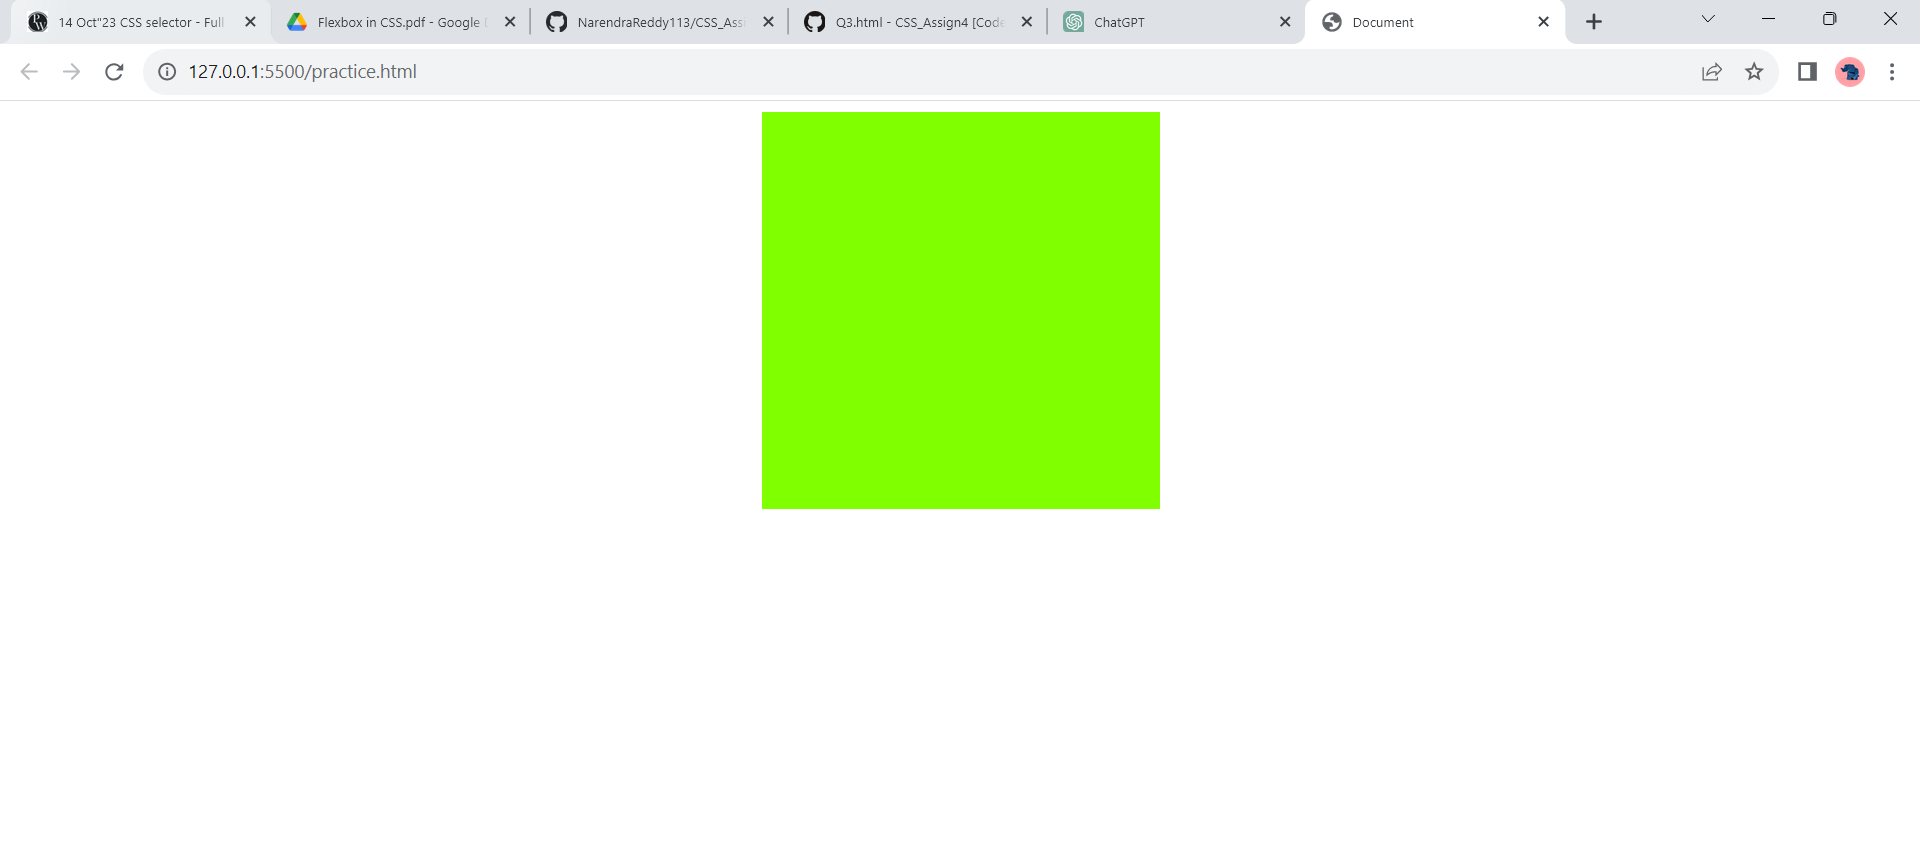 14 Oct"23 CSS selector - Full
Flexbox in CSS.pdf - Google
NarendraReddy113/CSS_Assi
Q3.html - CSS_Assign4 [Code
ChatGPT
Document
127.0.0.1:5500/practice.html